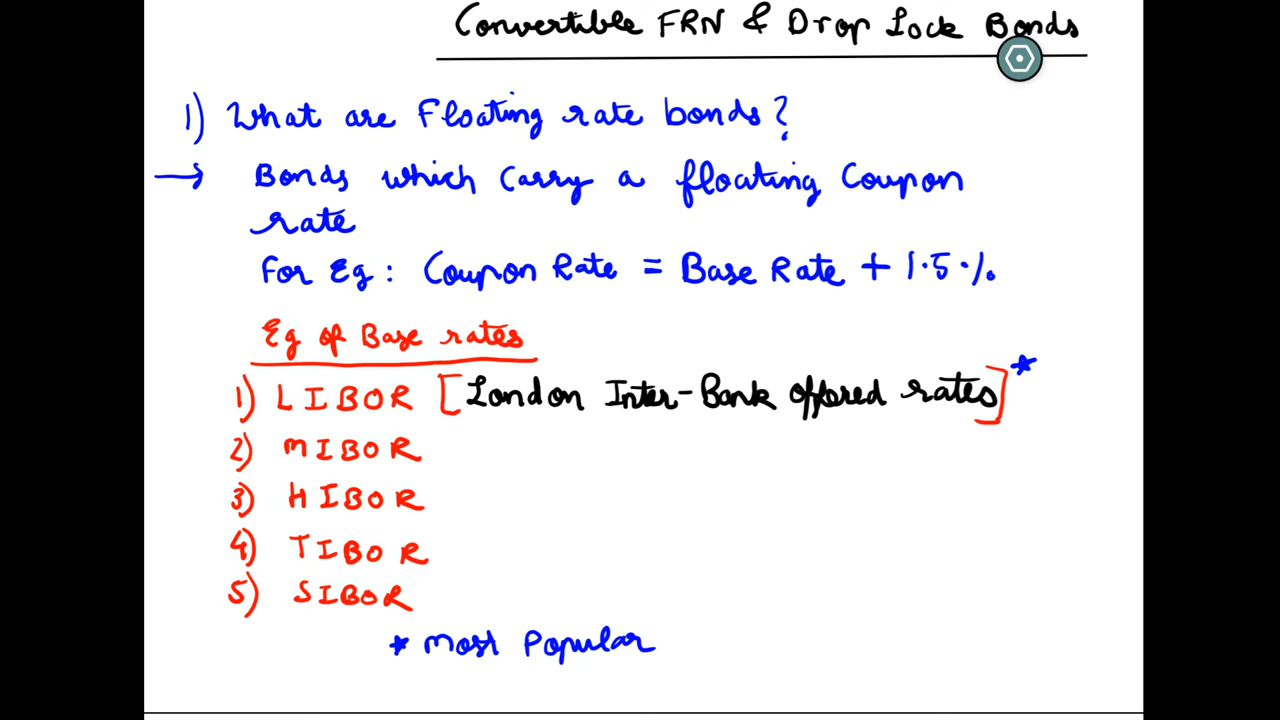 Convertible FRN & Drop Lock Bonds
1) What are Floating rate bonds?
→ Bonds which carry a floating Coupon
rate
For Eg: Coupon Rate = Base Rate + 1.5%
Eg of Base rates
1) LIBOR [London Inter-Bank offered rates]*
2) MIBOR
3) HIBOR
4) TIBOR
5) SIBOR
* Most Popular